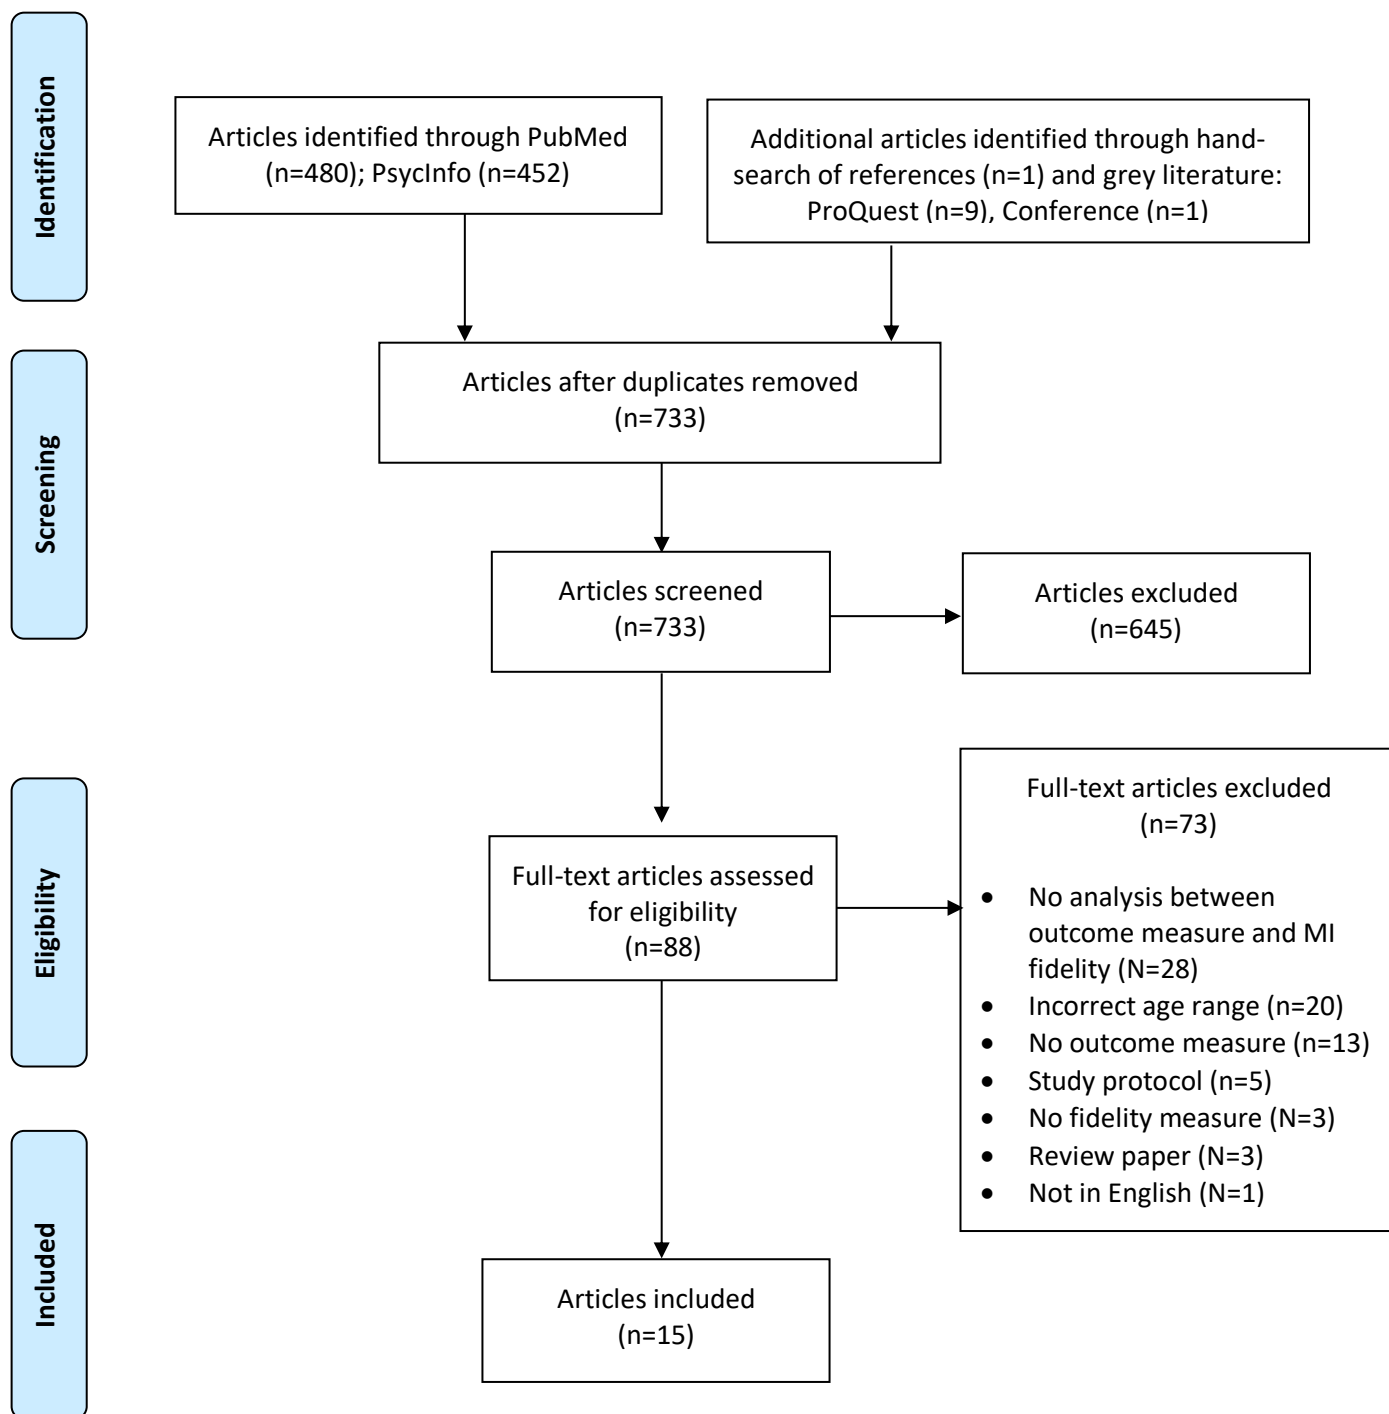 Identification
Articles identified through PubMed
(n=480); PsycInfo (n=452)
Additional articles identified through hand-
search of references (n=1) and grey literature:
ProQuest (n=9), Conference (n=1)
Screening
Articles after duplicates removed
(n=733)
Articles screened
(n=733)
Articles excluded
(n=645)
Eligibility
Full-text articles assessed
for eligibility
(n=88)
Full-text articles excluded
(n=73)
• No analysis between
outcome measure and MI
fidelity (N=28)
• Incorrect age range (n=20)
• No outcome measure (n=13)
• Study protocol (n=5)
• No fidelity measure (N=3)
• Review paper (N=3)
• Not in English (N=1)
Included
Articles included
(n=15)